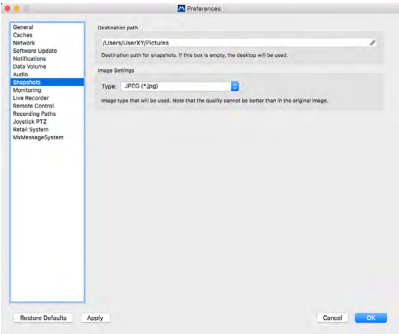 Preferences
General
Caches
Network
Software Update
Notifications
Data Volume
Audio
Snapshots
Monitoring
Live Recorder
Remote Control
Recording Paths
Joystick PTZ
Retail System
MxMessageSystem
Destination path
/Users/UserXY/Pictures
Destination path for snapshots. If this box is empty, the desktop will be used.
Image Settings
Type: JPEG (*.jpg)
Image type that will be used. Note that the quality cannot be better than in the original image.
Restore Defaults Apply Cancel OK